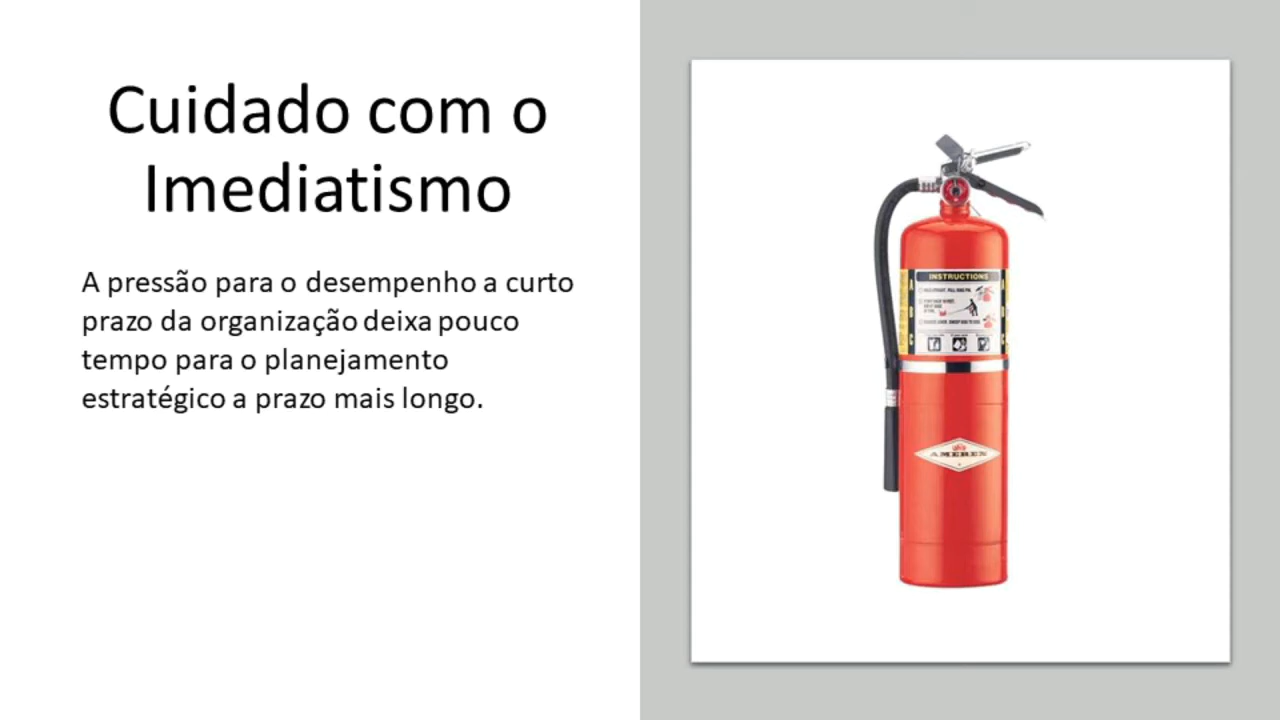 Cuidado com o
Imediatismo
A pressão para o desempenho a curto
prazo da organização deixa pouco
tempo para o planejamento
estratégico a prazo mais longo.
INSTRUCTIONS
AMEREX